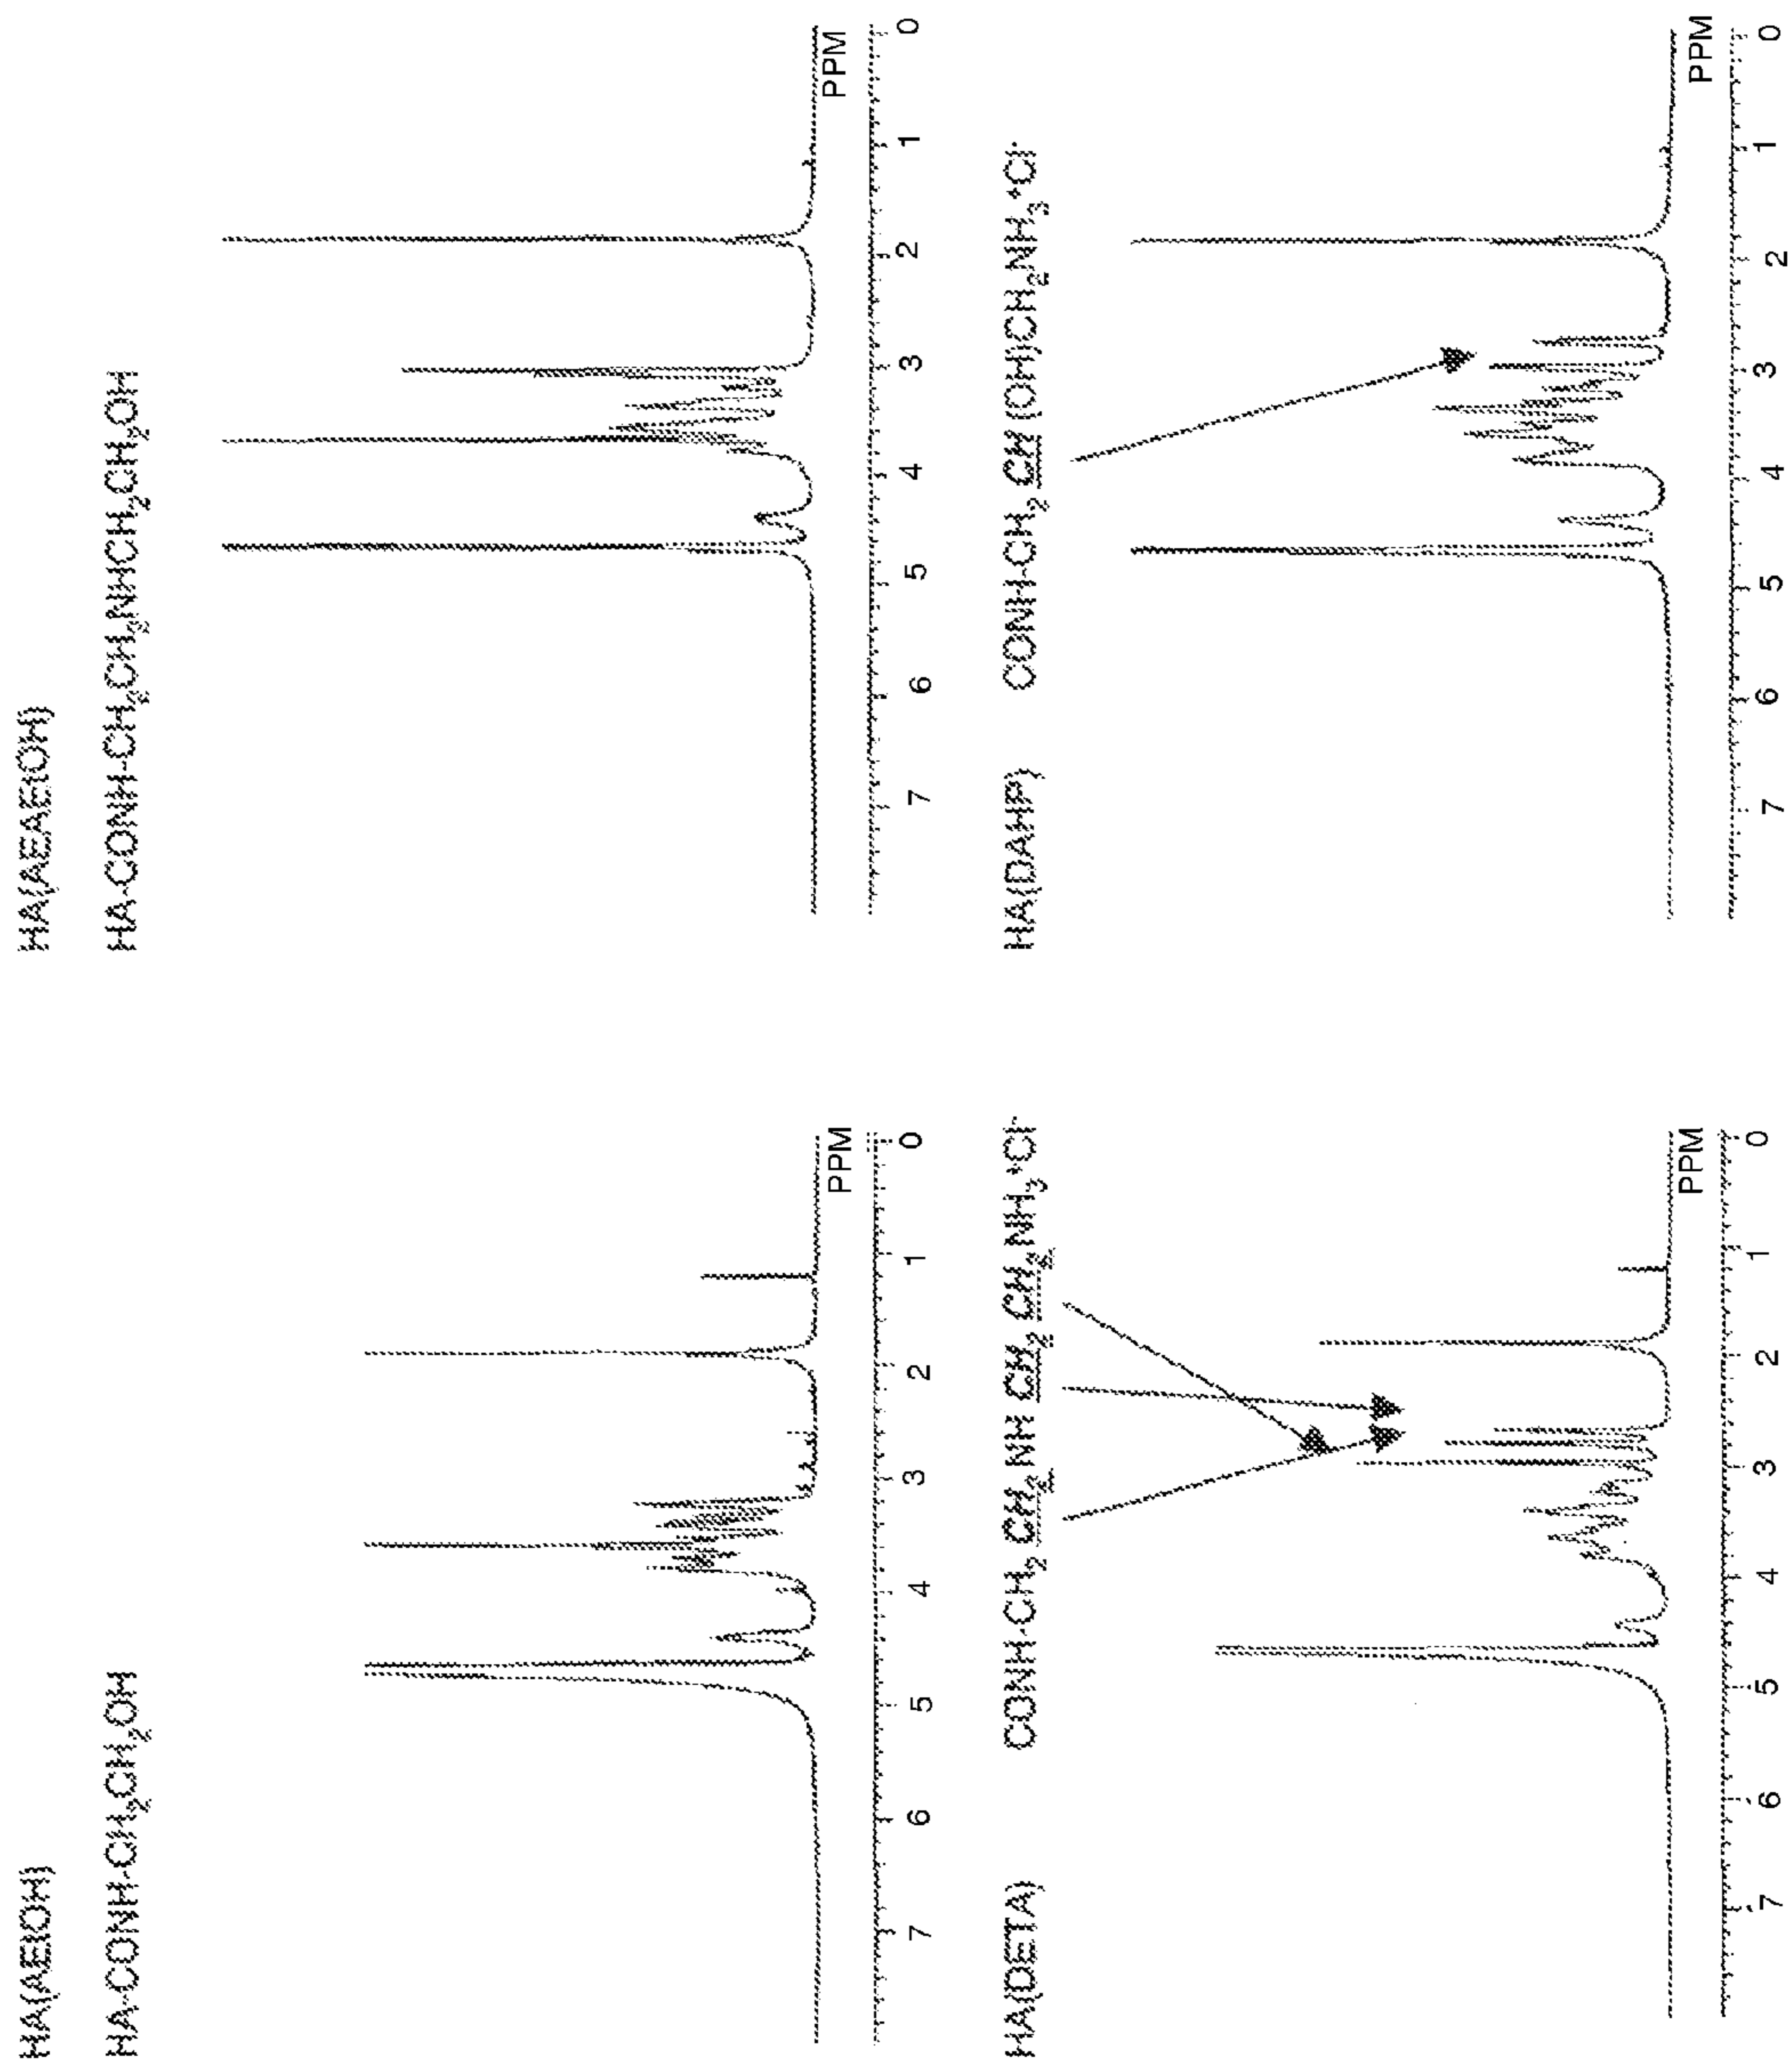 HA(AEtOH)
HA-CONH-CH₂CH₂OH
PPM
7 6 5 4 3 2 1 0
HA(AEAEtOH)
HA-CONH-CH₂CH₂NHCH₂CH₂OH
PPM
7 6 5 4 3 2 1 0
HA(DETA) CONH-CH₂ CH₂ NH CH₂ CH₂ NH₃⁺Cl⁻
PPM
7 6 5 4 3 2 1 0
HA(DAHP) CONH-CH₂ CH (OH)CH₂NH₃⁺Cl⁻
PPM
7 6 5 4 3 2 1 0